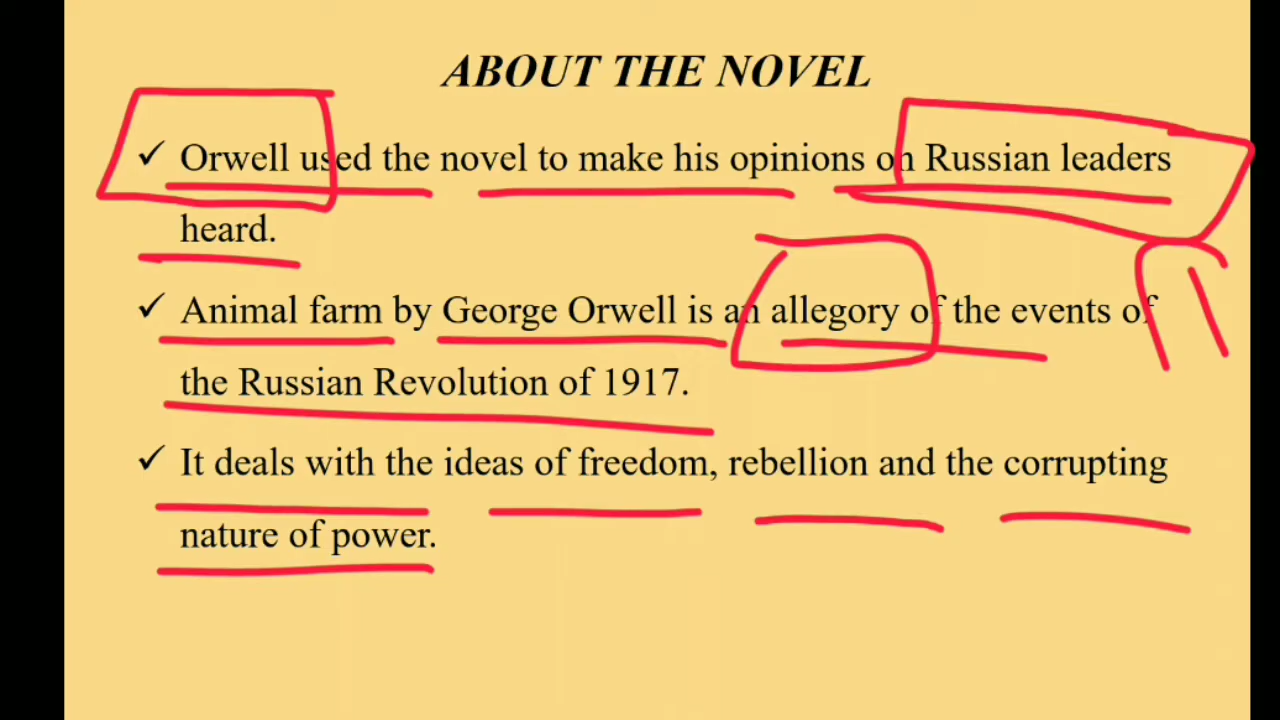 ABOUT THE NOVEL
✓ Orwell used the novel to make his opinions on Russian leaders
heard.
✓ Animal farm by George Orwell is an allegory of the events of
the Russian Revolution of 1917.
✓ It deals with the ideas of freedom, rebellion and the corrupting
nature of power.